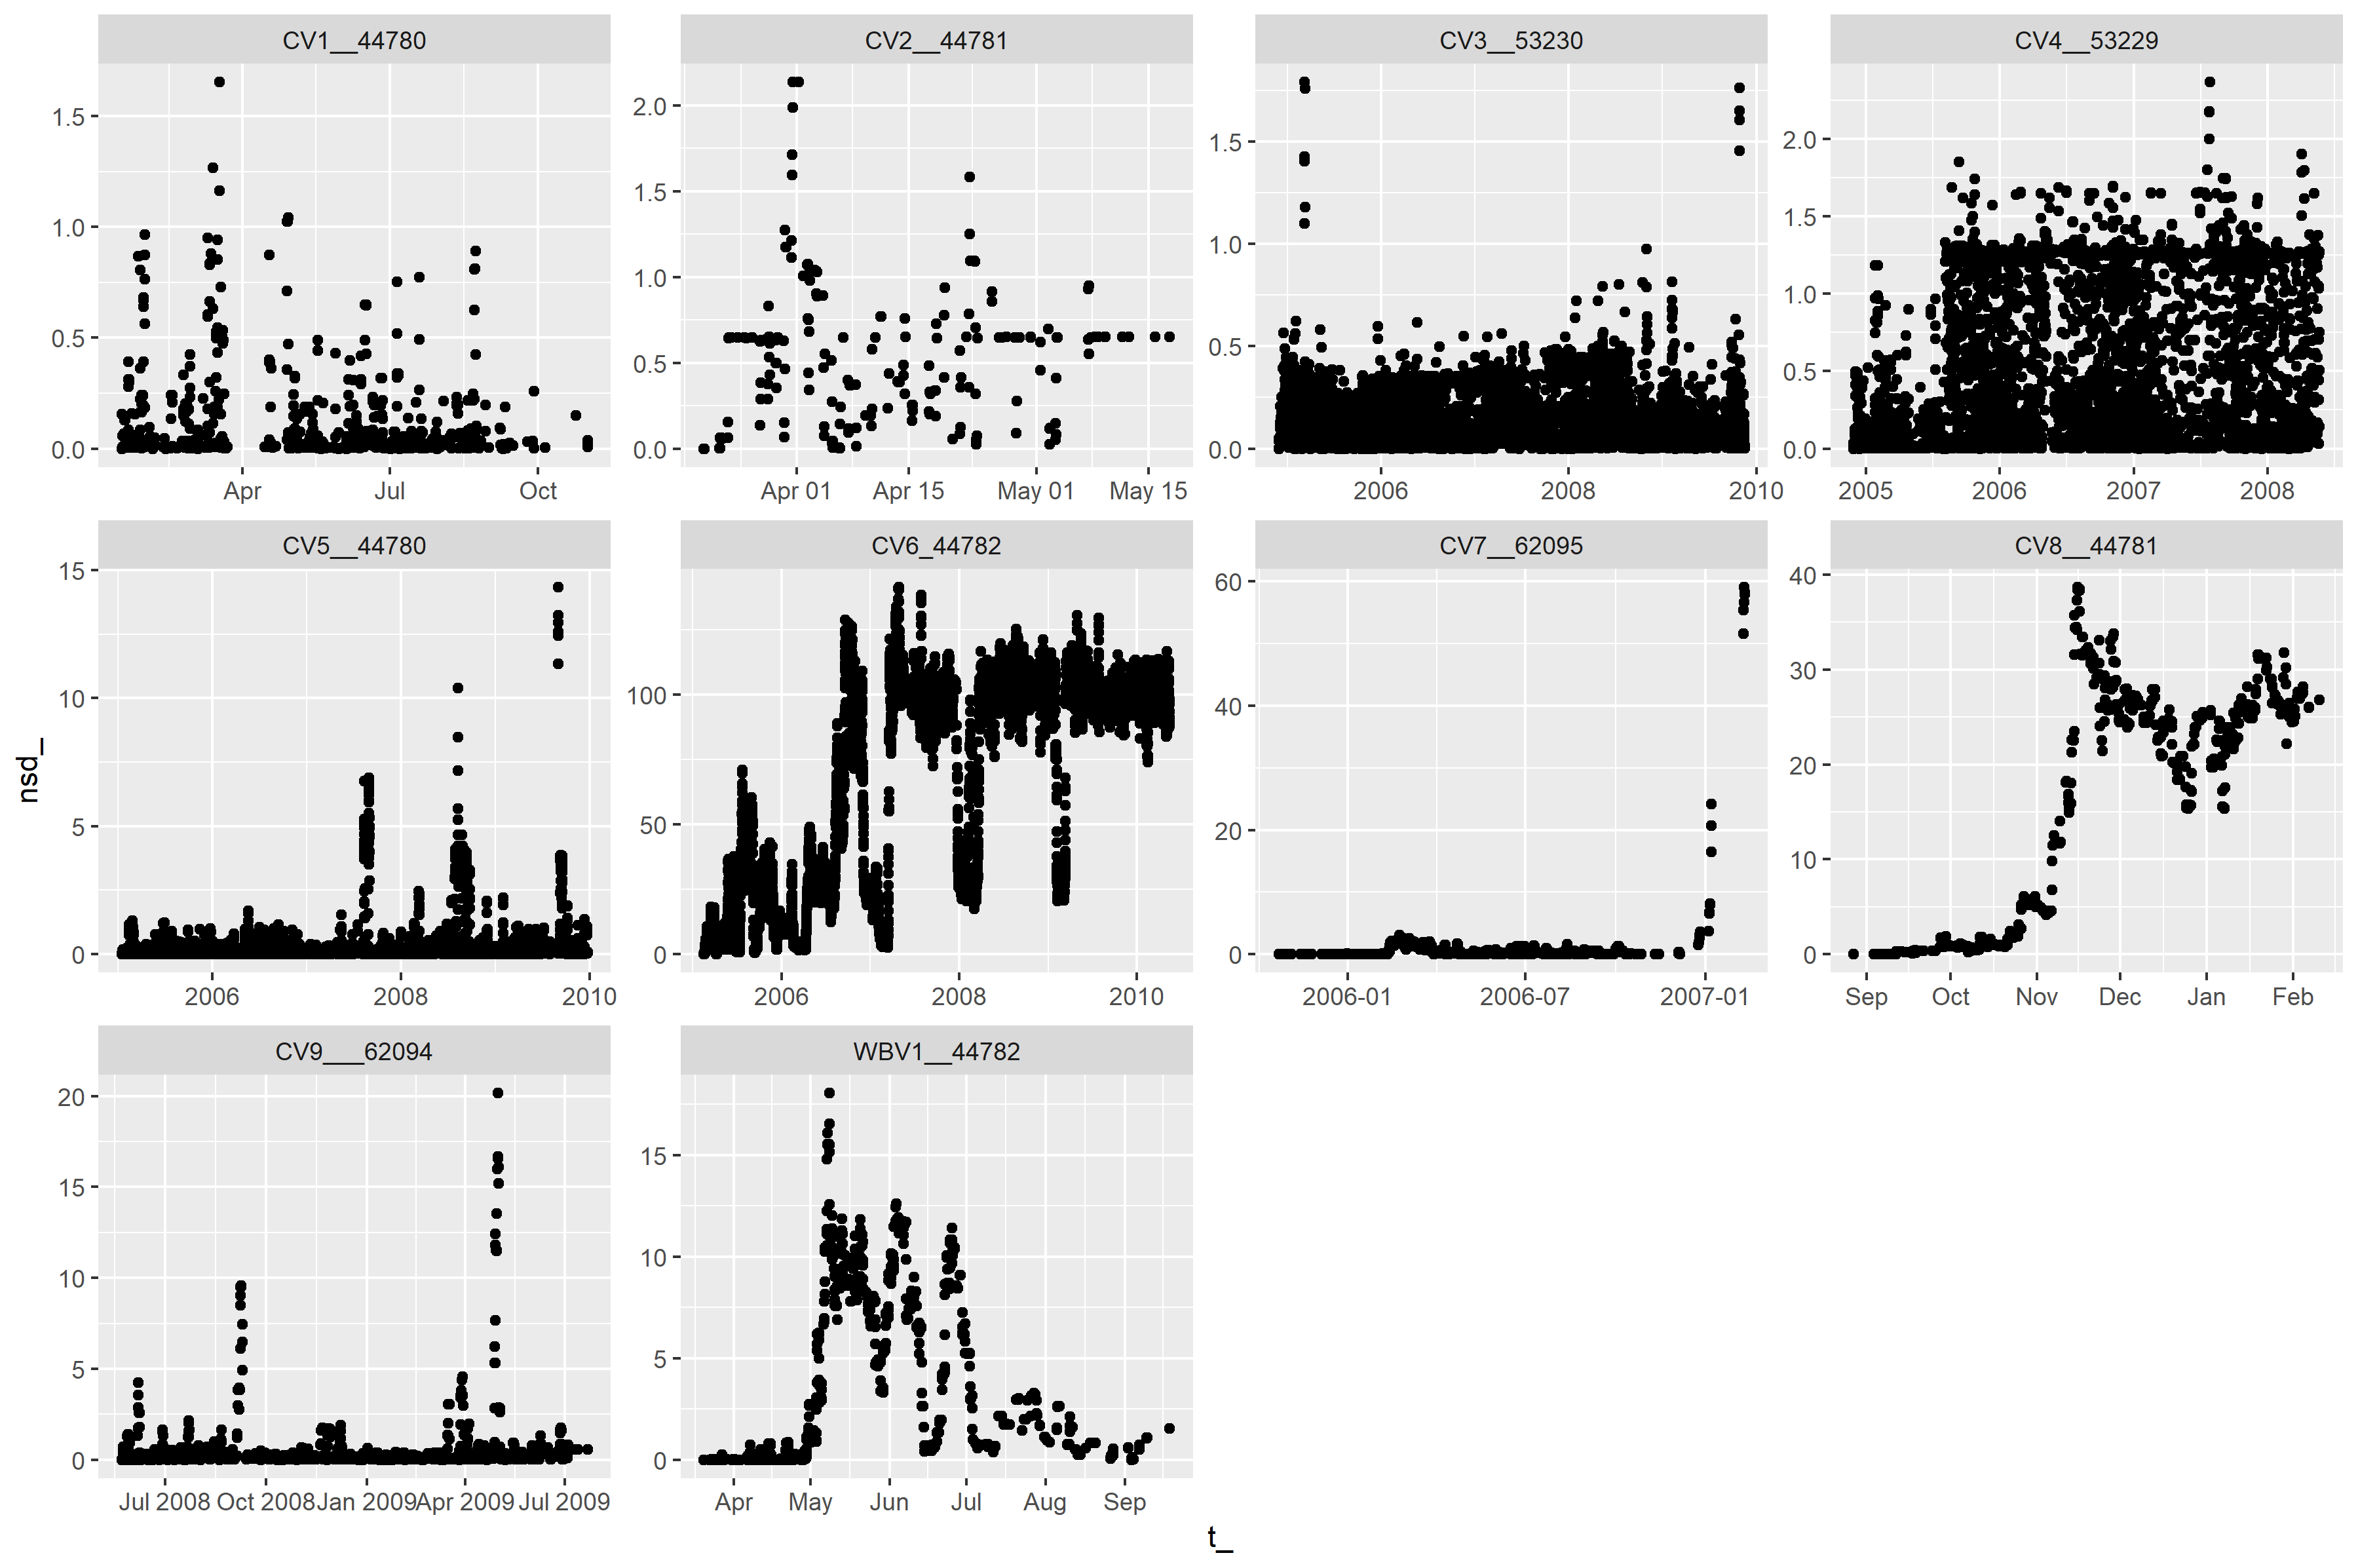 CV1__44780 CV2__44781 CV3__53230 CV4__53229
1.5
1.0
0.5
0.0
Apr Jul Oct
2.0
1.5
1.0
0.5
0.0
Apr 01 Apr 15 May 01 May 15
1.5
1.0
0.5
0.0
2006 2008 2010
2.0
1.5
1.0
0.5
0.0
2005 2006 2007 2008
CV5__44780 CV6_44782 CV7__62095 CV8__44781
15
10
5
0
2006 2008 2010
100
50
0
2006 2008 2010
60
40
20
0
2006-01 2006-07 2007-01
40
30
20
10
0
Sep Oct Nov Dec Jan Feb
CV9___62094 WBV1__44782
20
15
10
5
0
Jul 2008 Oct 2008 Jan 2009 Apr 2009 Jul 2009
15
10
5
0
Apr May Jun Jul Aug Sep
nsd_
t_